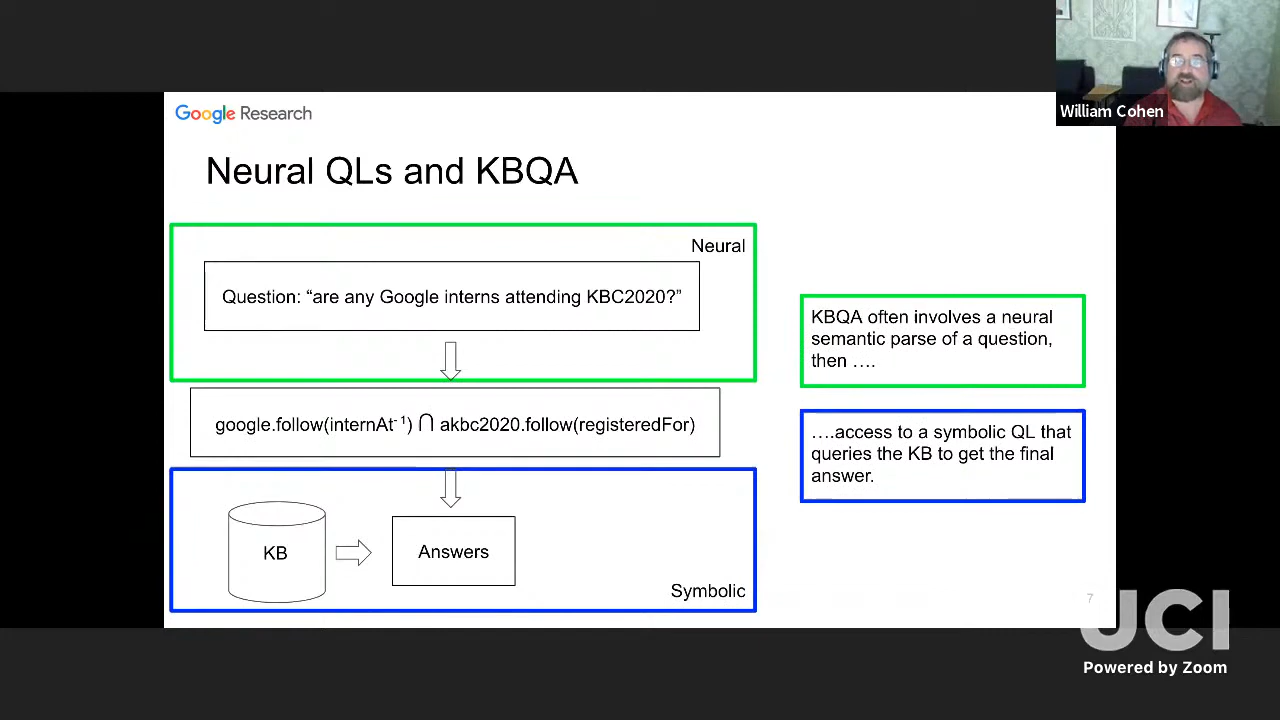 William Cohen
Google Research
Neural QLs and KBQA
Neural
Question: “are any Google interns attending KBC2020?”
google.follow(internAt⁻¹) ⋂ akbc2020.follow(registeredFor)
KB
Answers
Symbolic
KBQA often involves a neural
semantic parse of a question,
then ….
….access to a symbolic QL that
queries the KB to get the final
answer.
7
UCI
Powered by Zoom